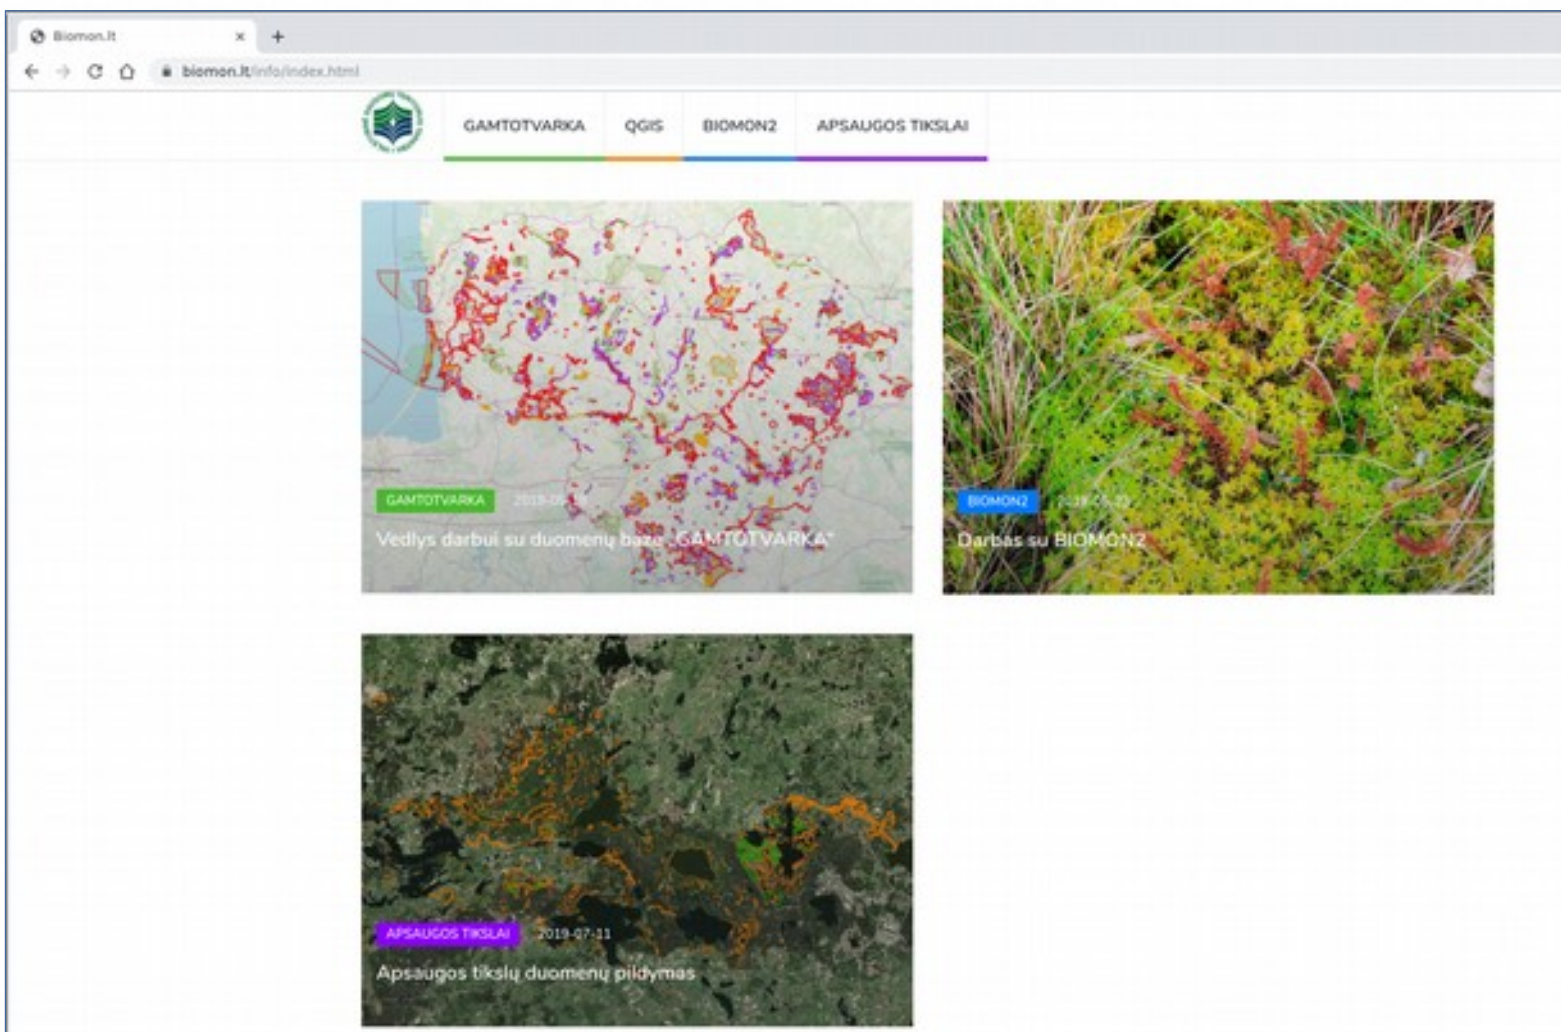 Biomon.lt
biomon.lt/info/index.html
GAMTOTVARKA QGIS BIOMON2 APSAUGOS TIKSLAI
GAMTOTVARKA
Vedlys darbui su duomenų baze „GAMTOTVARKA“
BIOMON2
Darbas su BIOMON2
APSAUGOS TIKSLAI 2019-07-11
Apsaugos tikslų duomenų pildymas